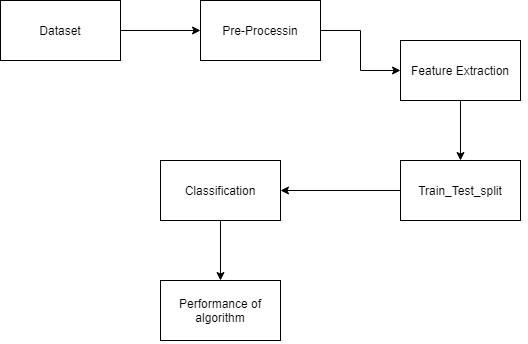 Dataset
Pre-Processin
Feature Extraction
Train_Test_split
Classification
Performance of
algorithm